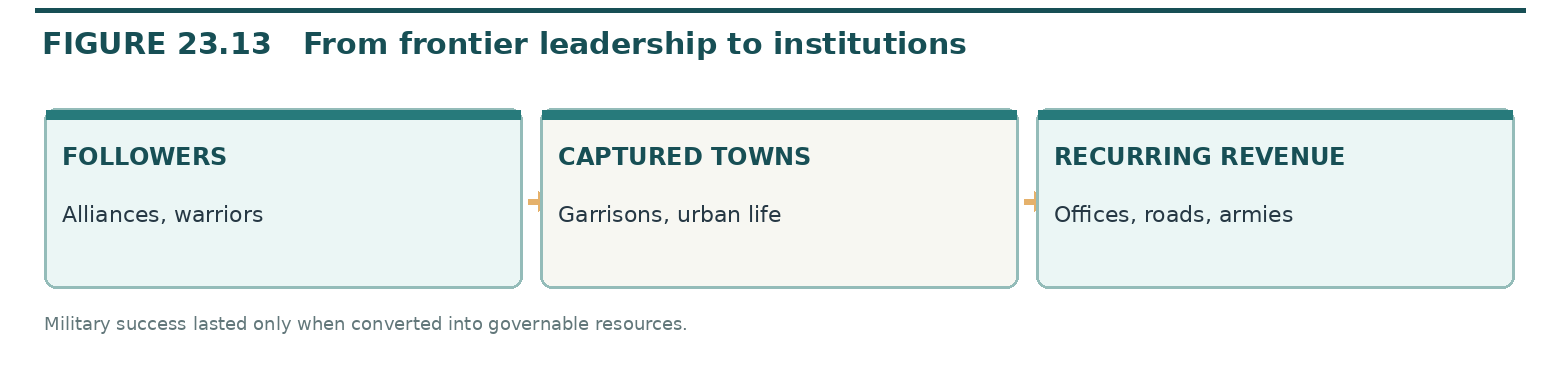 FIGURE 23.13 From frontier leadership to institutions
FOLLOWERS
Alliances, warriors
CAPTURED TOWNS
Garrisons, urban life
RECURRING REVENUE
Offices, roads, armies
Military success lasted only when converted into governable resources.